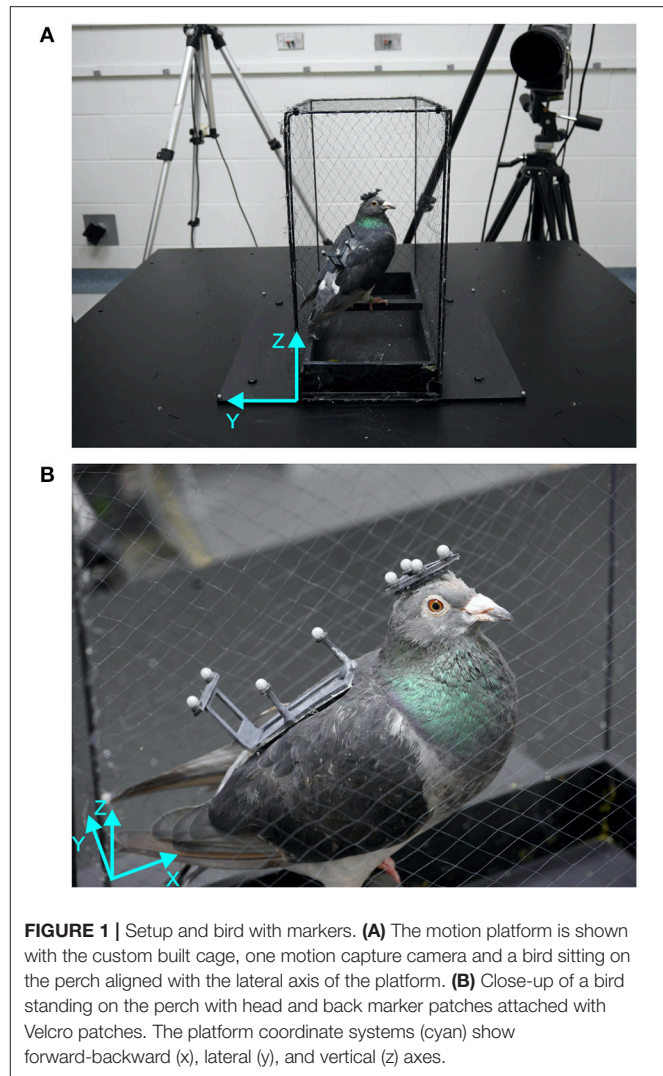 A
Z
Y
B
Z
Y
X
FIGURE 1 | Setup and bird with markers. (A) The motion platform is shown
with the custom built cage, one motion capture camera and a bird sitting on
the perch aligned with the lateral axis of the platform. (B) Close-up of a bird
standing on the perch with head and back marker patches attached with
Velcro patches. The platform coordinate systems (cyan) show
forward-backward (x), lateral (y), and vertical (z) axes.